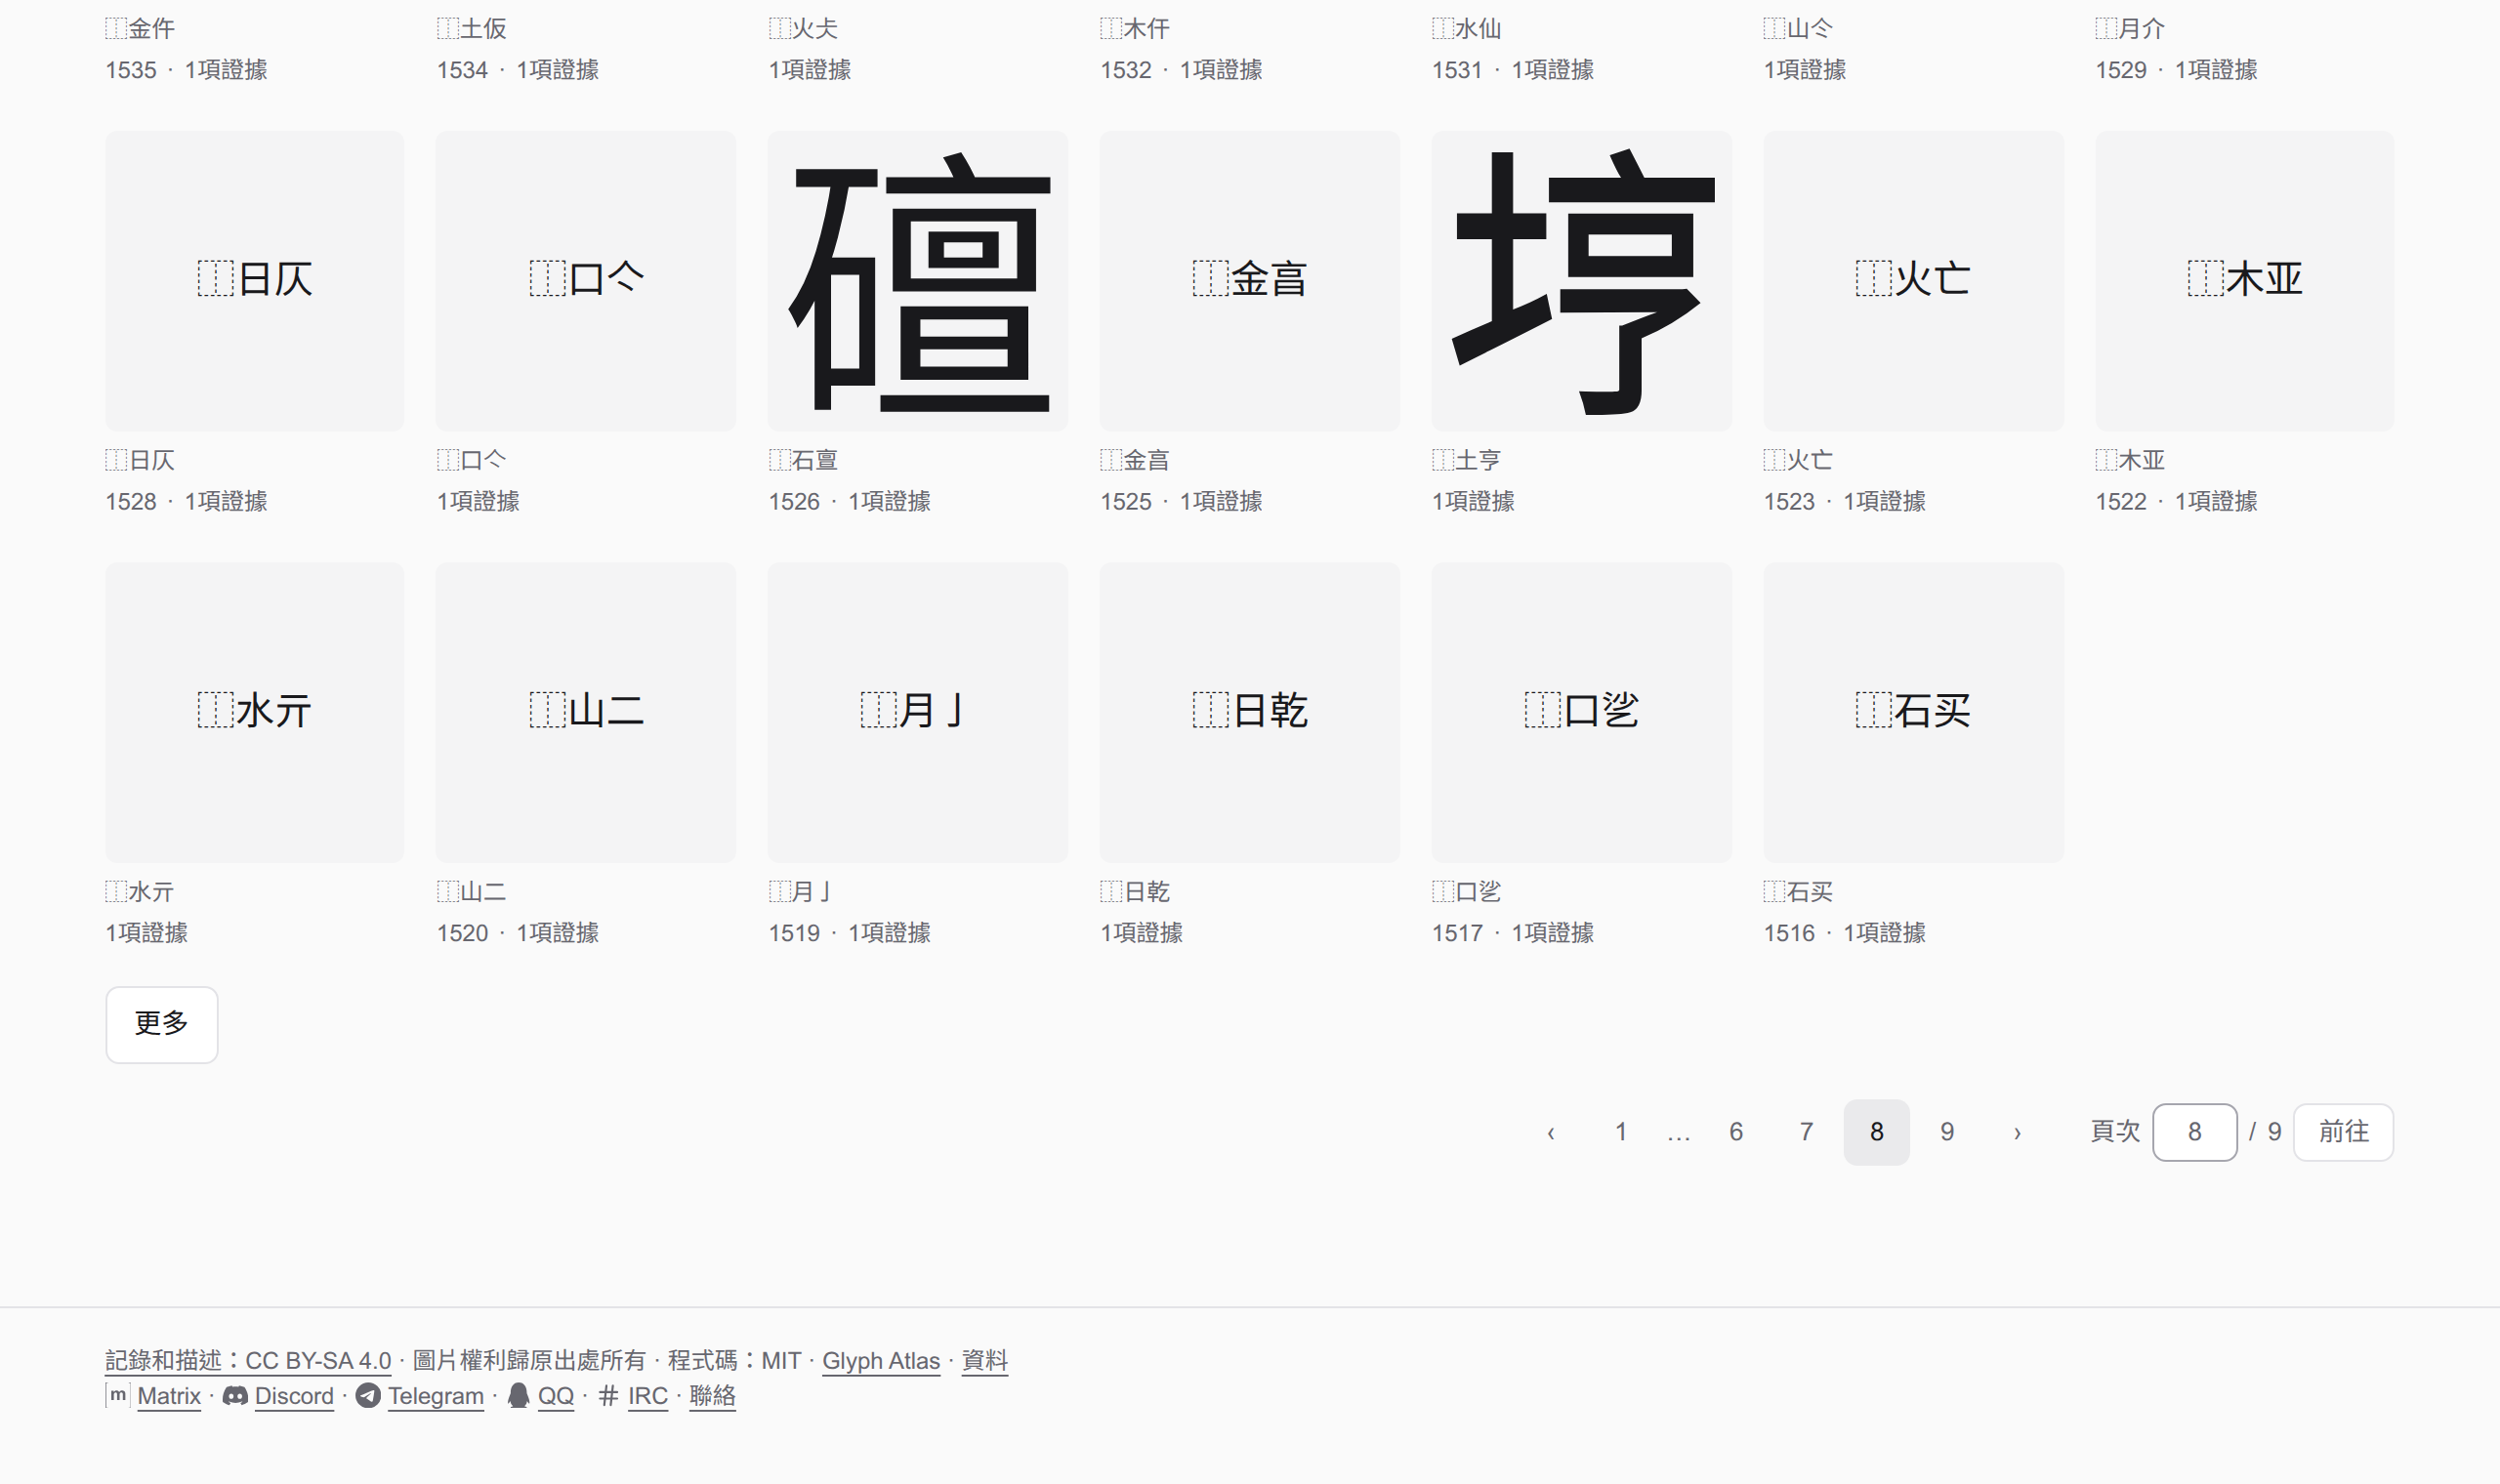 ⿰金仵 ⿰土仮 ⿰火仧 ⿰木仠 ⿰水仙 ⿰山仒 ⿰月介
1535 · 1項證據 1534 · 1項證據 1項證據 1532 · 1項證據 1531 · 1項證據 1項證據 1529 · 1項證據
⿰日仄 ⿰口亽 ⿰金亯 ⿰火亡 ⿰木亚
⿰日仄 ⿰口亽 ⿰石亶 ⿰金亯 ⿰土亨 ⿰火亡 ⿰木亚
1528 · 1項證據 1項證據 1526 · 1項證據 1525 · 1項證據 1項證據 1523 · 1項證據 1522 · 1項證據
⿰水亓 ⿰山二 ⿰月亅 ⿰日乾 ⿰口乷 ⿰石买
⿰水亓 ⿰山二 ⿰月亅 ⿰日乾 ⿰口乷 ⿰石买
1項證據 1520 · 1項證據 1519 · 1項證據 1項證據 1517 · 1項證據 1516 · 1項證據
更多
‹ 1 … 6 7 8 9 › 頁次 8 / 9 前往
記錄和描述：CC BY-SA 4.0 · 圖片權利歸原出處所有 · 程式碼：MIT · Glyph Atlas · 資料
[m] Matrix · Discord · Telegram · QQ · # IRC · 聯絡